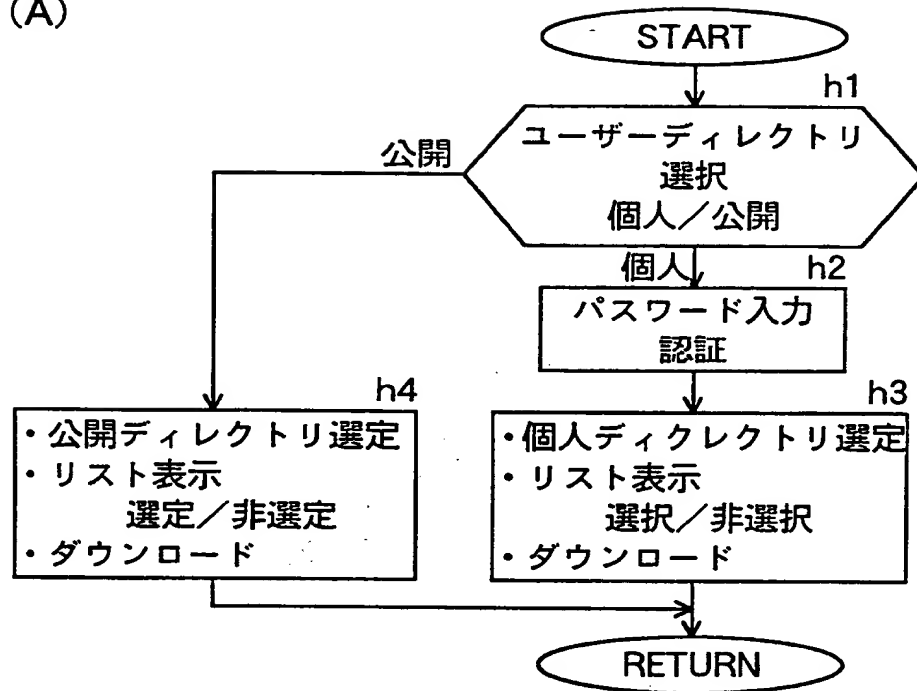 (A)
START
h1
ユーザーディレクトリ
選択
個人／公開
公開
個人
h2
パスワード入力
認証
h4
・公開ディレクトリ選定
・リスト表示
選定／非選定
・ダウンロード
h3
・個人ディクレクトリ選定
・リスト表示
選択／非選択
・ダウンロード
RETURN